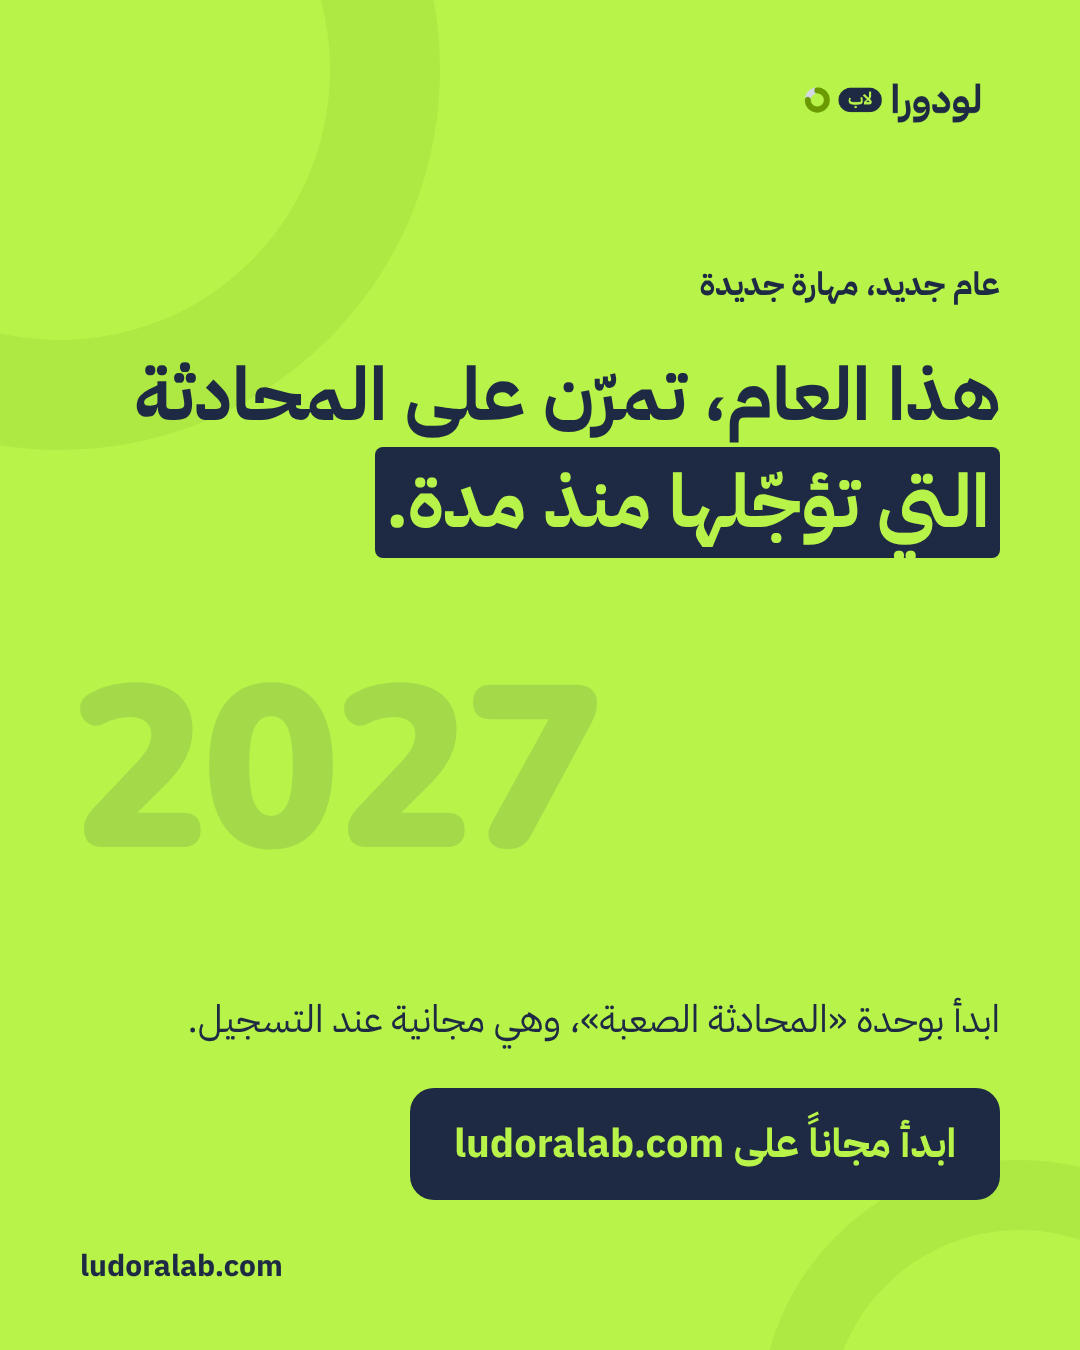 لودورا لاب
عام جديد، مهارة جديدة
هذا العام، تمرّن على المحادثة
التي تؤجّلها منذ مدة.
2027
ابدأ بوحدة «المحادثة الصعبة»، وهي مجانية عند التسجيل.
ابدأ مجاناً على ludoralab.com
ludoralab.com